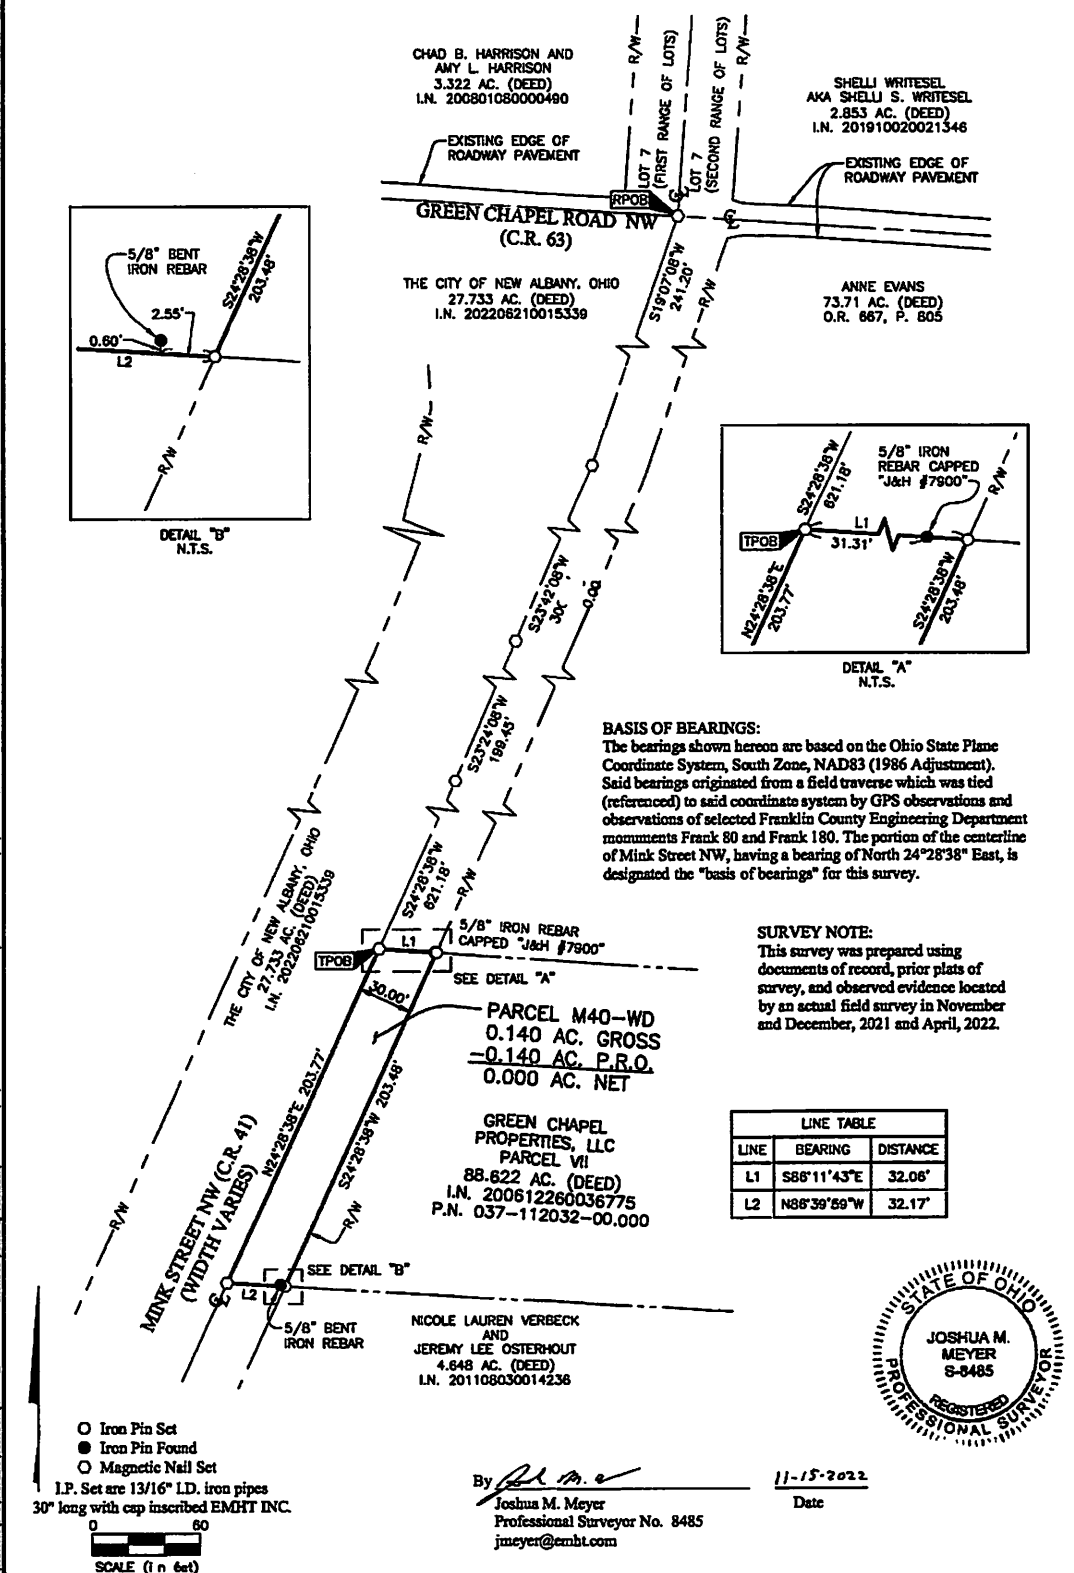 CHAD B. HARRISON AND
AMY L. HARRISON
3.322 AC. (DEED)
I.N. 200801080000490
R/W
LOT 7
(FIRST RANGE OF LOTS)
LOT 7
(SECOND RANGE OF LOTS)
R/W
SHELLI WRITESEL
AKA SHELLI S. WRITESEL
2.853 AC. (DEED)
I.N. 201910020021346
EXISTING EDGE OF
ROADWAY PAVEMENT
EXISTING EDGE OF
ROADWAY PAVEMENT
RPOB
GREEN CHAPEL ROAD NW
(C.R. 63)
THE CITY OF NEW ALBANY, OHIO
27.733 AC. (DEED)
I.N. 202206210015339
S19°07'08"W
241.20'
R/W
ANNE EVANS
73.71 AC. (DEED)
O.R. 667, P. 805
5/8" BENT
IRON REBAR
S24°28'38"W
203.48'
2.55'
0.60'
L2
R/W
DETAIL "B"
N.T.S.
R/W
S24°28'38"W
621.18'
5/8" IRON
REBAR CAPPED
"J&H #7900"
R/W
L1
31.31'
TPOB
N24°28'38"E
203.77'
S24°28'38"W
203.48'
DETAIL "A"
N.T.S.
S23°42'08"W
30( ' 0.00
S23°24'08"W
199.45'
BASIS OF BEARINGS:
The bearings shown hereon are based on the Ohio State Plane
Coordinate System, South Zone, NAD83 (1986 Adjustment).
Said bearings originated from a field traverse which was tied
(referenced) to said coordinate system by GPS observations and
observations of selected Franklin County Engineering Department
monuments Frank 80 and Frank 180. The portion of the centerline
of Mink Street NW, having a bearing of North 24°28'38" East, is
designated the "basis of bearings" for this survey.
THE CITY OF NEW ALBANY, OHIO
27.733 AC. (DEED)
I.N. 202206210015339
S24°28'38"W
621.18'
R/W
5/8" IRON REBAR
CAPPED "J&H #7900"
L1
TPOB
SEE DETAIL "A"
30.00'
SURVEY NOTE:
This survey was prepared using
documents of record, prior plats of
survey, and observed evidence located
by an actual field survey in November
and December, 2021 and April, 2022.
PARCEL M40-WD
0.140 AC. GROSS
-0.140 AC. P.R.O.
0.000 AC. NET
N24°28'38"E 203.77'
S24°28'38"W 203.48'
GREEN CHAPEL
PROPERTIES, LLC
PARCEL VII
88.622 AC. (DEED)
I.N. 200612260036775
P.N. 037-112032-00.000
LINE TABLE
LINE BEARING DISTANCE
L1 S86°11'43"E 32.06'
L2 N86°39'59"W 32.17'
R/W
MINK STREET NW (C.R. 41)
(WIDTH VARIES)
R/W
SEE DETAIL "B"
L2
5/8" BENT
IRON REBAR
NICOLE LAUREN VERBECK
AND
JEREMY LEE OSTERHOUT
4.648 AC. (DEED)
I.N. 201108030014236
STATE OF OHIO
JOSHUA M.
MEYER
S-8485
REGISTERED
PROFESSIONAL SURVEYOR
Iron Pin Set
Iron Pin Found
Magnetic Nail Set
I.P. Set are 13/16" I.D. iron pipes
30" long with cap inscribed EMHT INC.
0 60
SCALE (in feet)
By
Joshua M. Meyer
Professional Surveyor No. 8485
jmeyer@emht.com
11-15-2022
Date